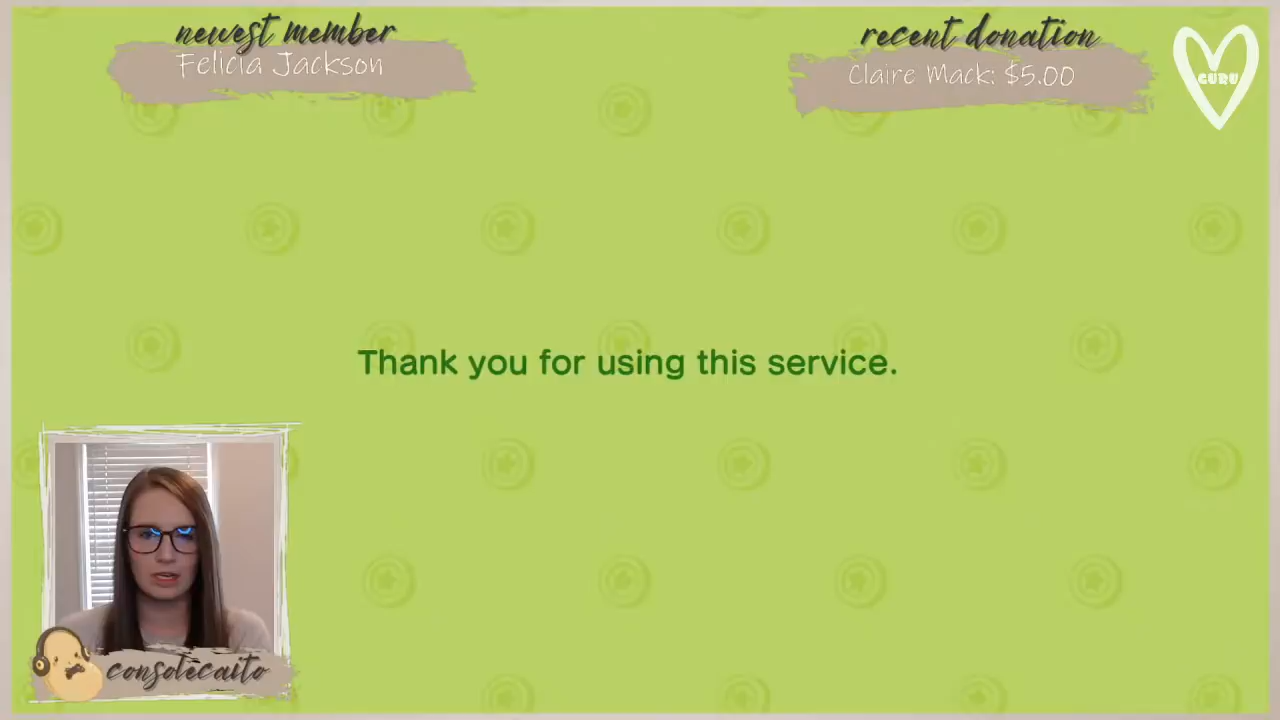 newest member
Felicia Jackson
recent donation
Claire Mack: $5.00
GURU
Thank you for using this service.
consolecaito